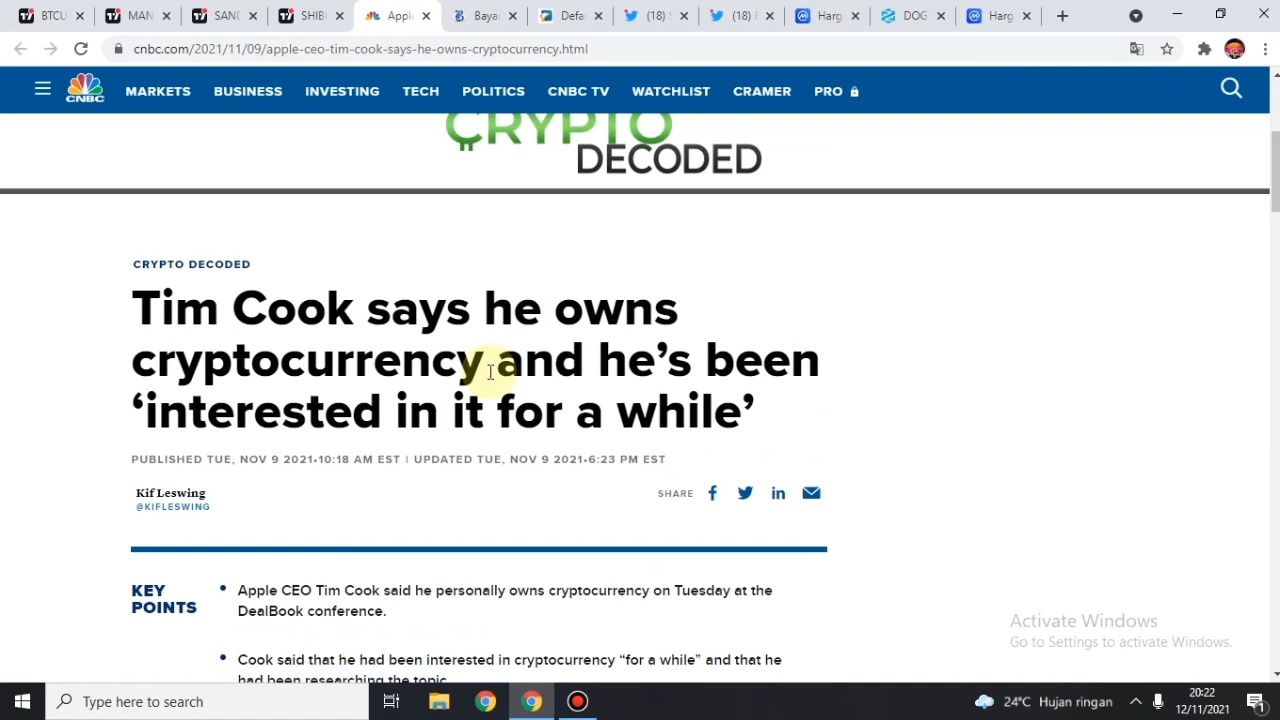 BTCU
MAN
SAND
SHIBU
Apple
Bayar
Defa
(18) S
(18) E
Harg
DOG
Harg
cnbc.com/2021/11/09/apple-ceo-tim-cook-says-he-owns-cryptocurrency.html
CNBC
MARKETS BUSINESS INVESTING TECH POLITICS CNBC TV WATCHLIST CRAMER PRO
CRYPTO
DECODED
CRYPTO DECODED
Tim Cook says he owns
cryptocurrency and he’s been
‘interested in it for a while’
PUBLISHED TUE, NOV 9 2021•10:18 AM EST | UPDATED TUE, NOV 9 2021•6:23 PM EST
Kif Leswing
@KIFLESWING
SHARE
KEY
POINTS
Apple CEO Tim Cook said he personally owns cryptocurrency on Tuesday at the
DealBook conference.
Cook said that he had been interested in cryptocurrency “for a while” and that he
had been researching the topic
Activate Windows
Go to Settings to activate Windows.
Type here to search
24°C Hujan ringan
20:22
12/11/2021
1